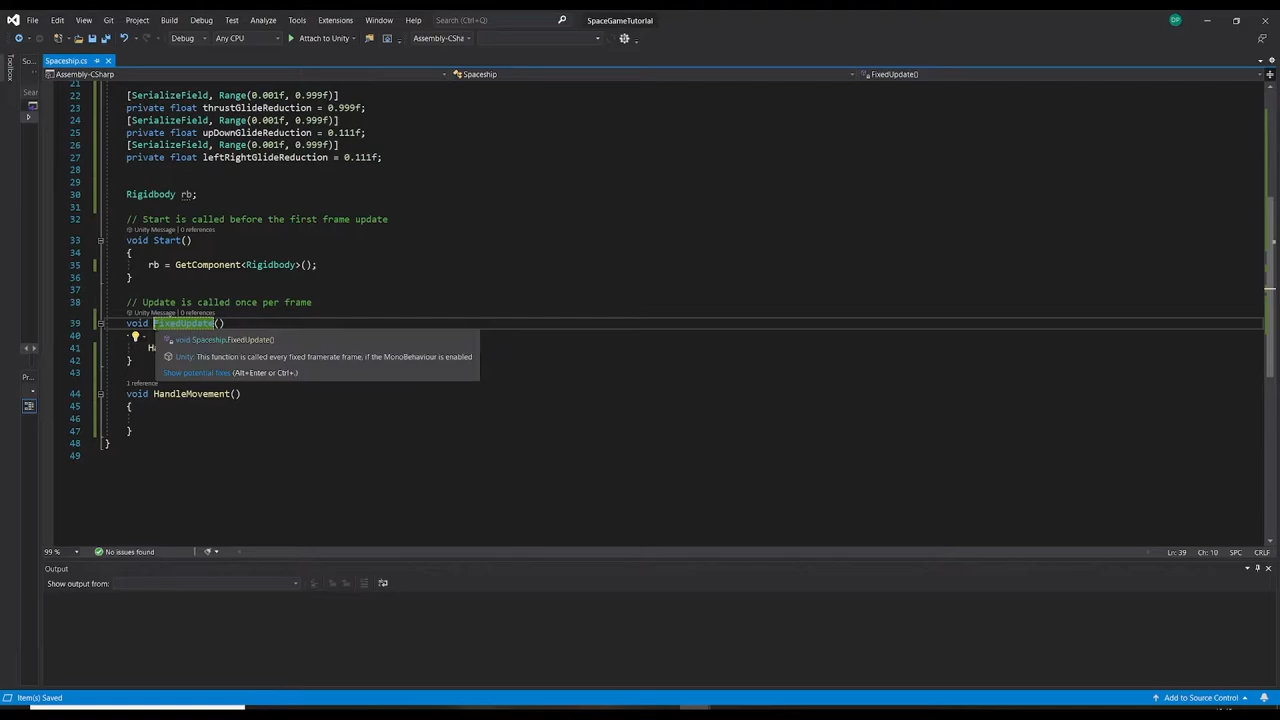 File Edit View Git Project Build Debug Test Analyze Tools Extensions Window Help Search (Ctrl+Q) SpaceGameTutorial DP
Debug Any CPU Attach to Unity Assembly-CSha
Toolbox So... Spaceship.cs
Assembly-CSharp Spaceship FixedUpdate()
Sear
Pr...
21
22 [SerializeField, Range(0.001f, 0.999f)]
23 private float thrustGlideReduction = 0.999f;
24 [SerializeField, Range(0.001f, 0.999f)]
25 private float upDownGlideReduction = 0.111f;
26 [SerializeField, Range(0.001f, 0.999f)]
27 private float leftRightGlideReduction = 0.111f;
28
29
30 Rigidbody rb;
31
32 // Start is called before the first frame update
Unity Message | 0 references
33 void Start()
34 {
35 rb = GetComponent<Rigidbody>();
36 }
37
38 // Update is called once per frame
Unity Message | 0 references
39 void FixedUpdate()
40 void Spaceship.FixedUpdate()
41 Ha Unity: This function is called every fixed framerate frame, if the MonoBehaviour is enabled
42 } Show potential fixes (Alt+Enter or Ctrl+.)
43
1 reference
44 void HandleMovement()
45 {
46
47 }
48 }
49
99 % No issues found Ln: 39 Ch: 10 SPC CRLF
Output
Show output from:
Item(s) Saved Add to Source Control